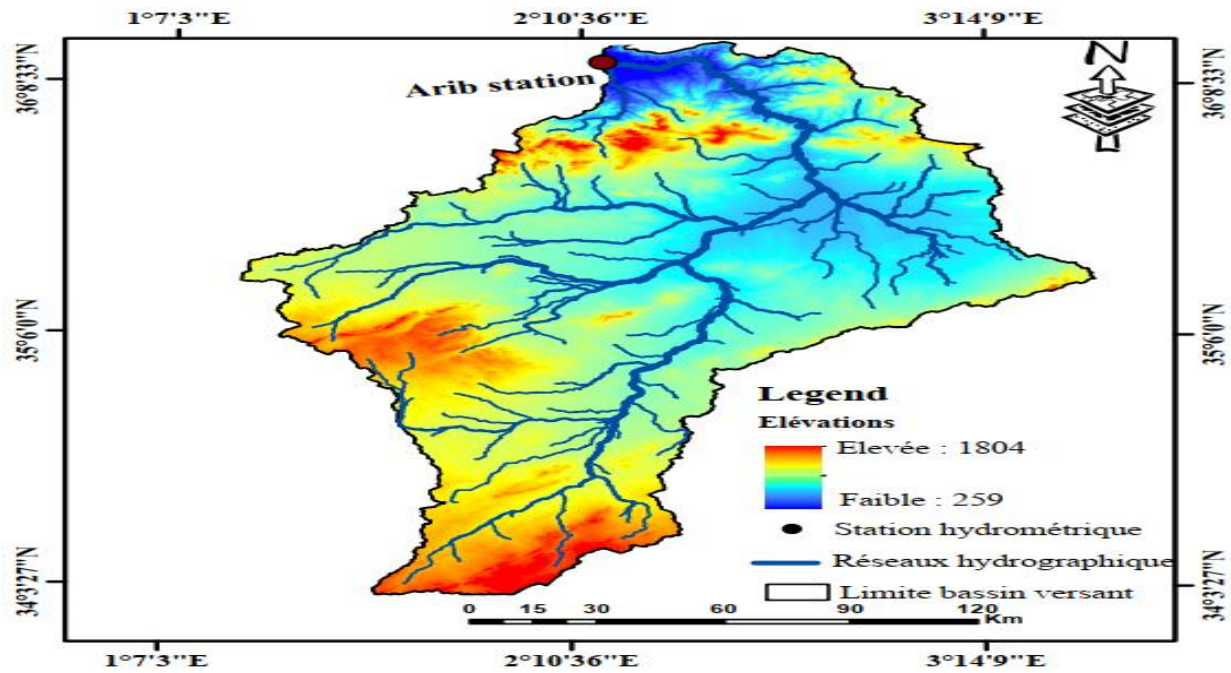 1°7'3"E 2°10'36"E 3°14'9"E
N
36°8'33"N
36°8'33"N
Arib station
35°6'0"N
35°6'0"N
Legend
Elévations
Elevée : 1804
Faible : 259
Station hydrométrique
Réseaux hydrographique
Limite bassin versant
34°3'27"N
34°3'27"N
0 15 30 60 90 120
Km
1°7'3"E 2°10'36"E 3°14'9"E